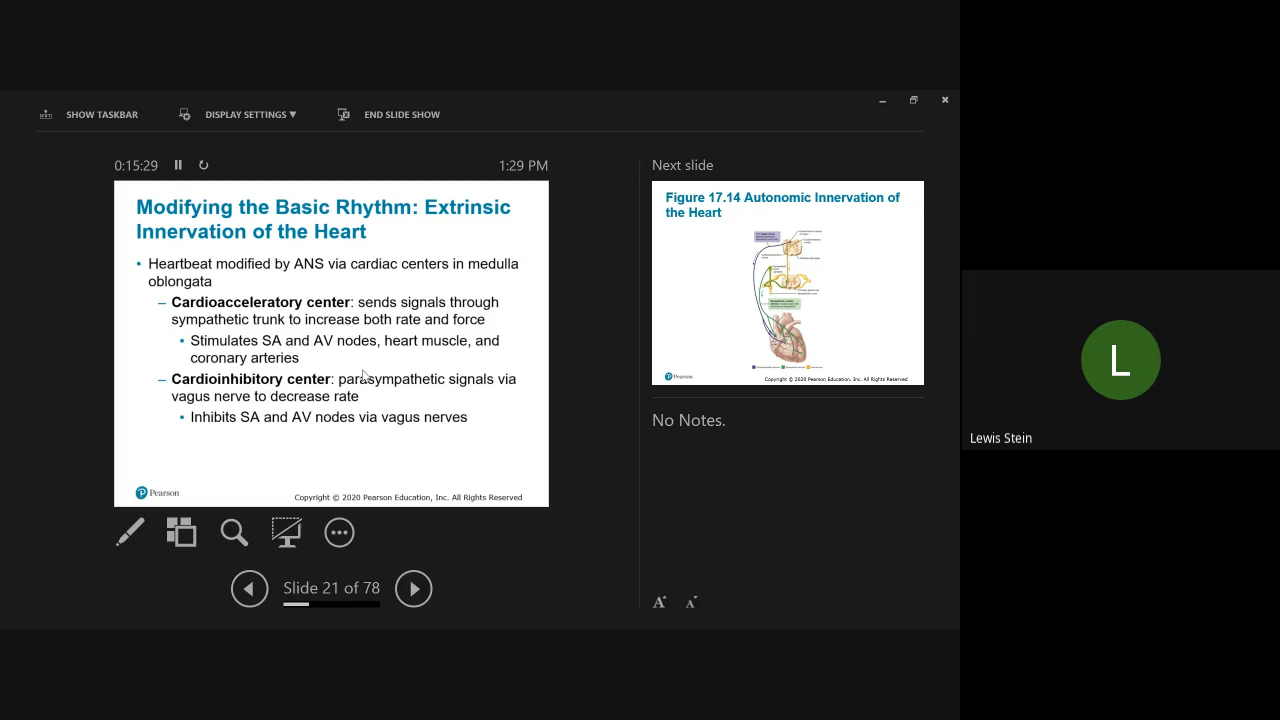 SHOW TASKBAR
DISPLAY SETTINGS ▼
END SLIDE SHOW
0:15:29
1:29 PM
Modifying the Basic Rhythm: Extrinsic
Innervation of the Heart
• Heartbeat modified by ANS via cardiac centers in medulla
oblongata
– Cardioacceleratory center: sends signals through
sympathetic trunk to increase both rate and force
▪ Stimulates SA and AV nodes, heart muscle, and
coronary arteries
– Cardioinhibitory center: parasympathetic signals via
vagus nerve to decrease rate
▪ Inhibits SA and AV nodes via vagus nerves
Pearson
Copyright © 2020 Pearson Education, Inc. All Rights Reserved
Slide 21 of 78
Next slide
Figure 17.14 Autonomic Innervation of
the Heart
Pearson
Copyright © 2020 Pearson Education, Inc. All Rights Reserved
No Notes.
A A
L
Lewis Stein